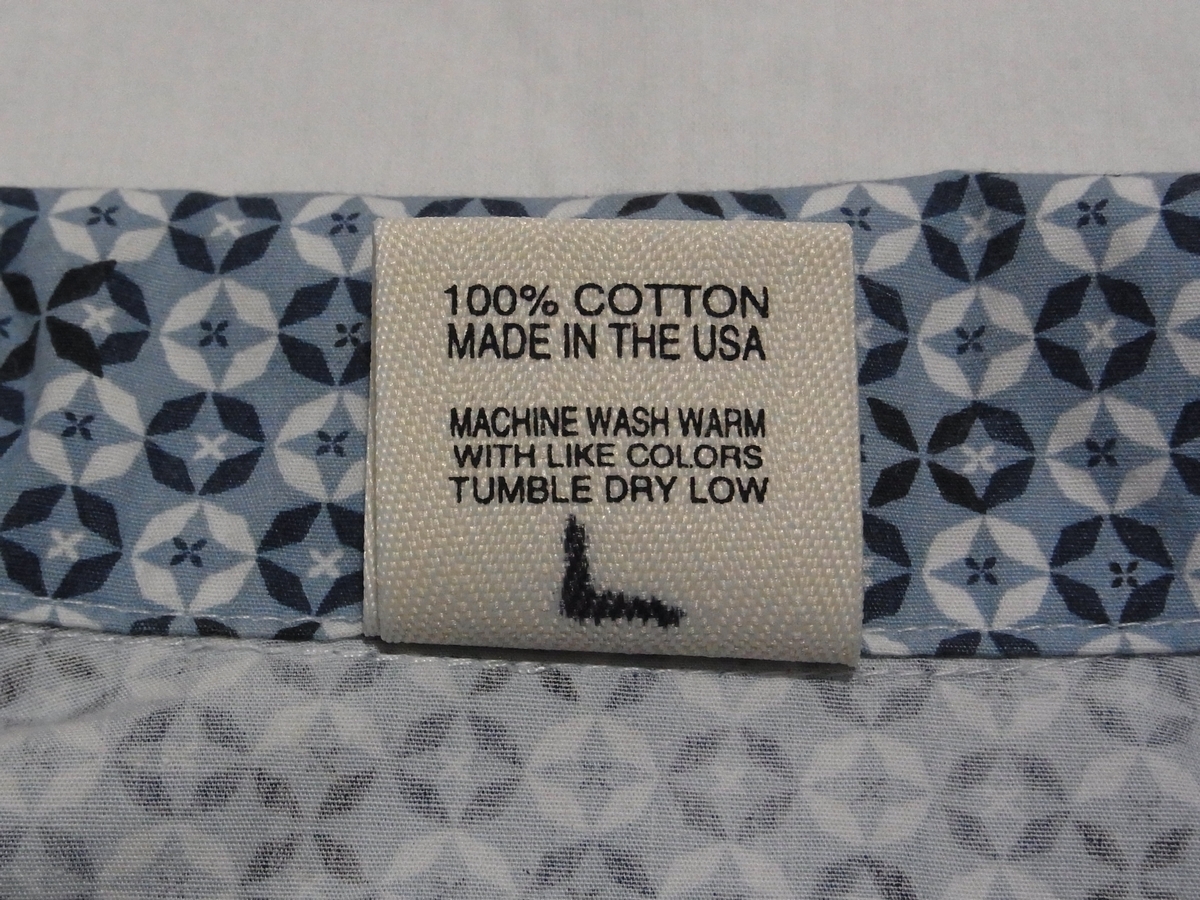 100% COTTON
MADE IN THE USA
MACHINE WASH WARM
WITH LIKE COLORS
TUMBLE DRY LOW
L